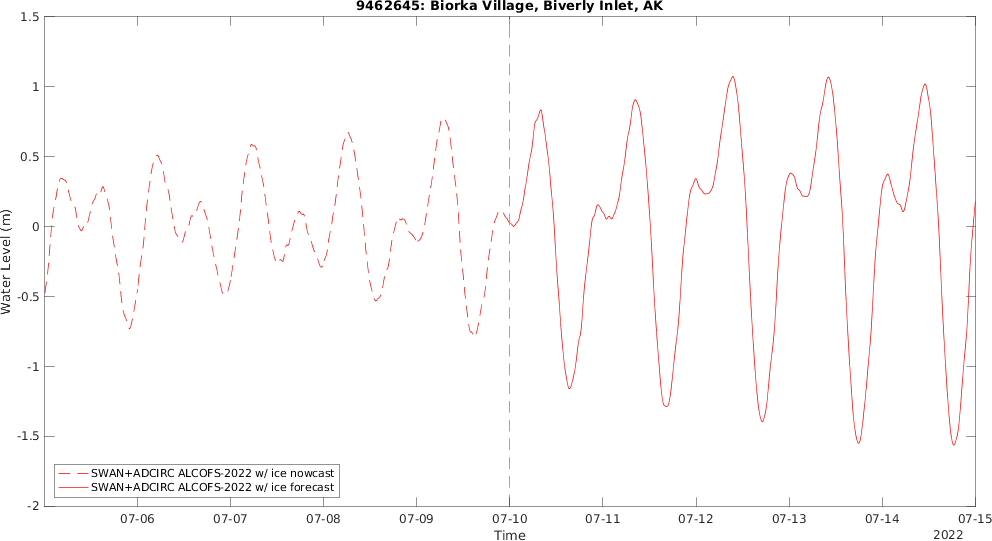 9462645: Biorka Village, Biverly Inlet, AK
1.5
1
0.5
0
-0.5
-1
-1.5
-2
Water Level (m)
SWAN+ADCIRC ALCOFS-2022 w/ ice nowcast
SWAN+ADCIRC ALCOFS-2022 w/ ice forecast
07-06 07-07 07-08 07-09 07-10 07-11 07-12 07-13 07-14 07-15
Time
2022